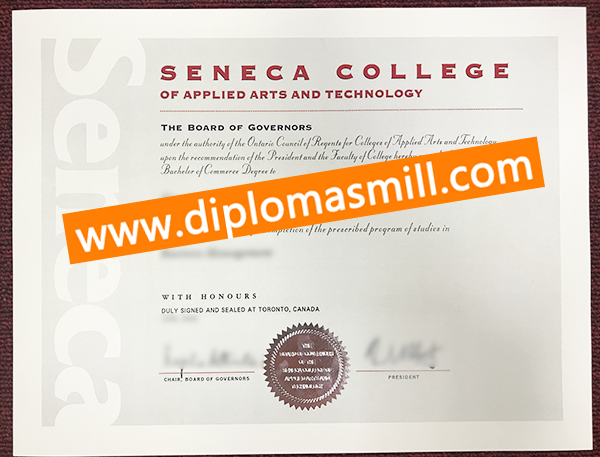 Seneca
SENECA COLLEGE
OF APPLIED ARTS AND TECHNOLOGY
THE BOARD OF GOVERNORS
under the authority of the Ontario Council of Regents for Colleges of Applied Arts and Technology
upon the recommendation of the President and the Faculty of College hereby
Bachelor of Commerce Degree to
www.diplomasmill.com
of the prescribed program of studies in
WITH HONOURS
DULY SIGNED AND SEALED AT TORONTO, CANADA
CHAIR, BOARD OF GOVERNORS
PRESIDENT